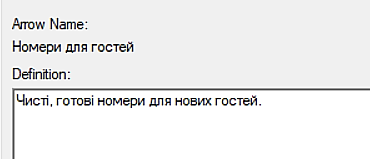 Arrow Name:
Номери для гостей
Definition:
Чисті, готові номери для нових гостей.